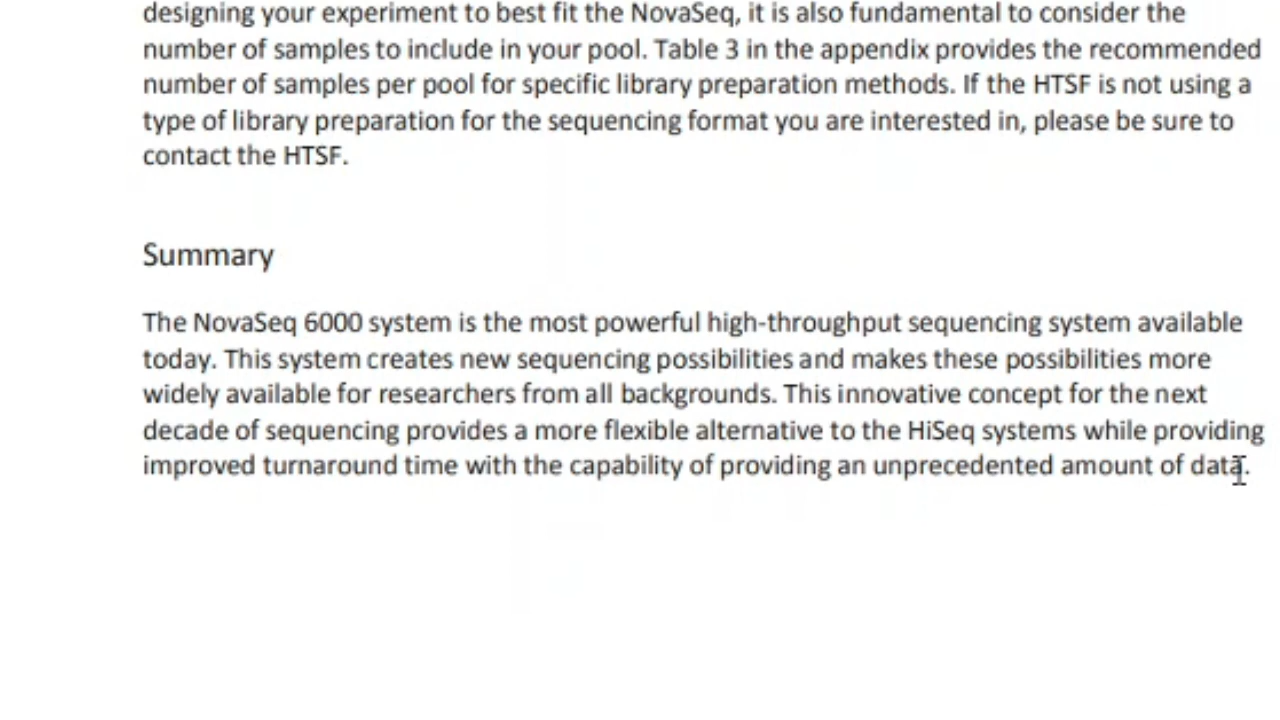 designing your experiment to best fit the NovaSeq, it is also fundamental to consider the
number of samples to include in your pool. Table 3 in the appendix provides the recommended
number of samples per pool for specific library preparation methods. If the HTSF is not using a
type of library preparation for the sequencing format you are interested in, please be sure to
contact the HTSF.
Summary
The NovaSeq 6000 system is the most powerful high-throughput sequencing system available
today. This system creates new sequencing possibilities and makes these possibilities more
widely available for researchers from all backgrounds. This innovative concept for the next
decade of sequencing provides a more flexible alternative to the HiSeq systems while providing
improved turnaround time with the capability of providing an unprecedented amount of data.